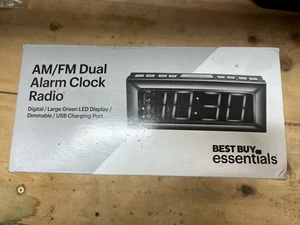 AM/FM Dual
Alarm Clock
Radio
Digital / Large Green LED Display /
Dimmable / USB Charging Port
10:30
BEST BUY
essentials